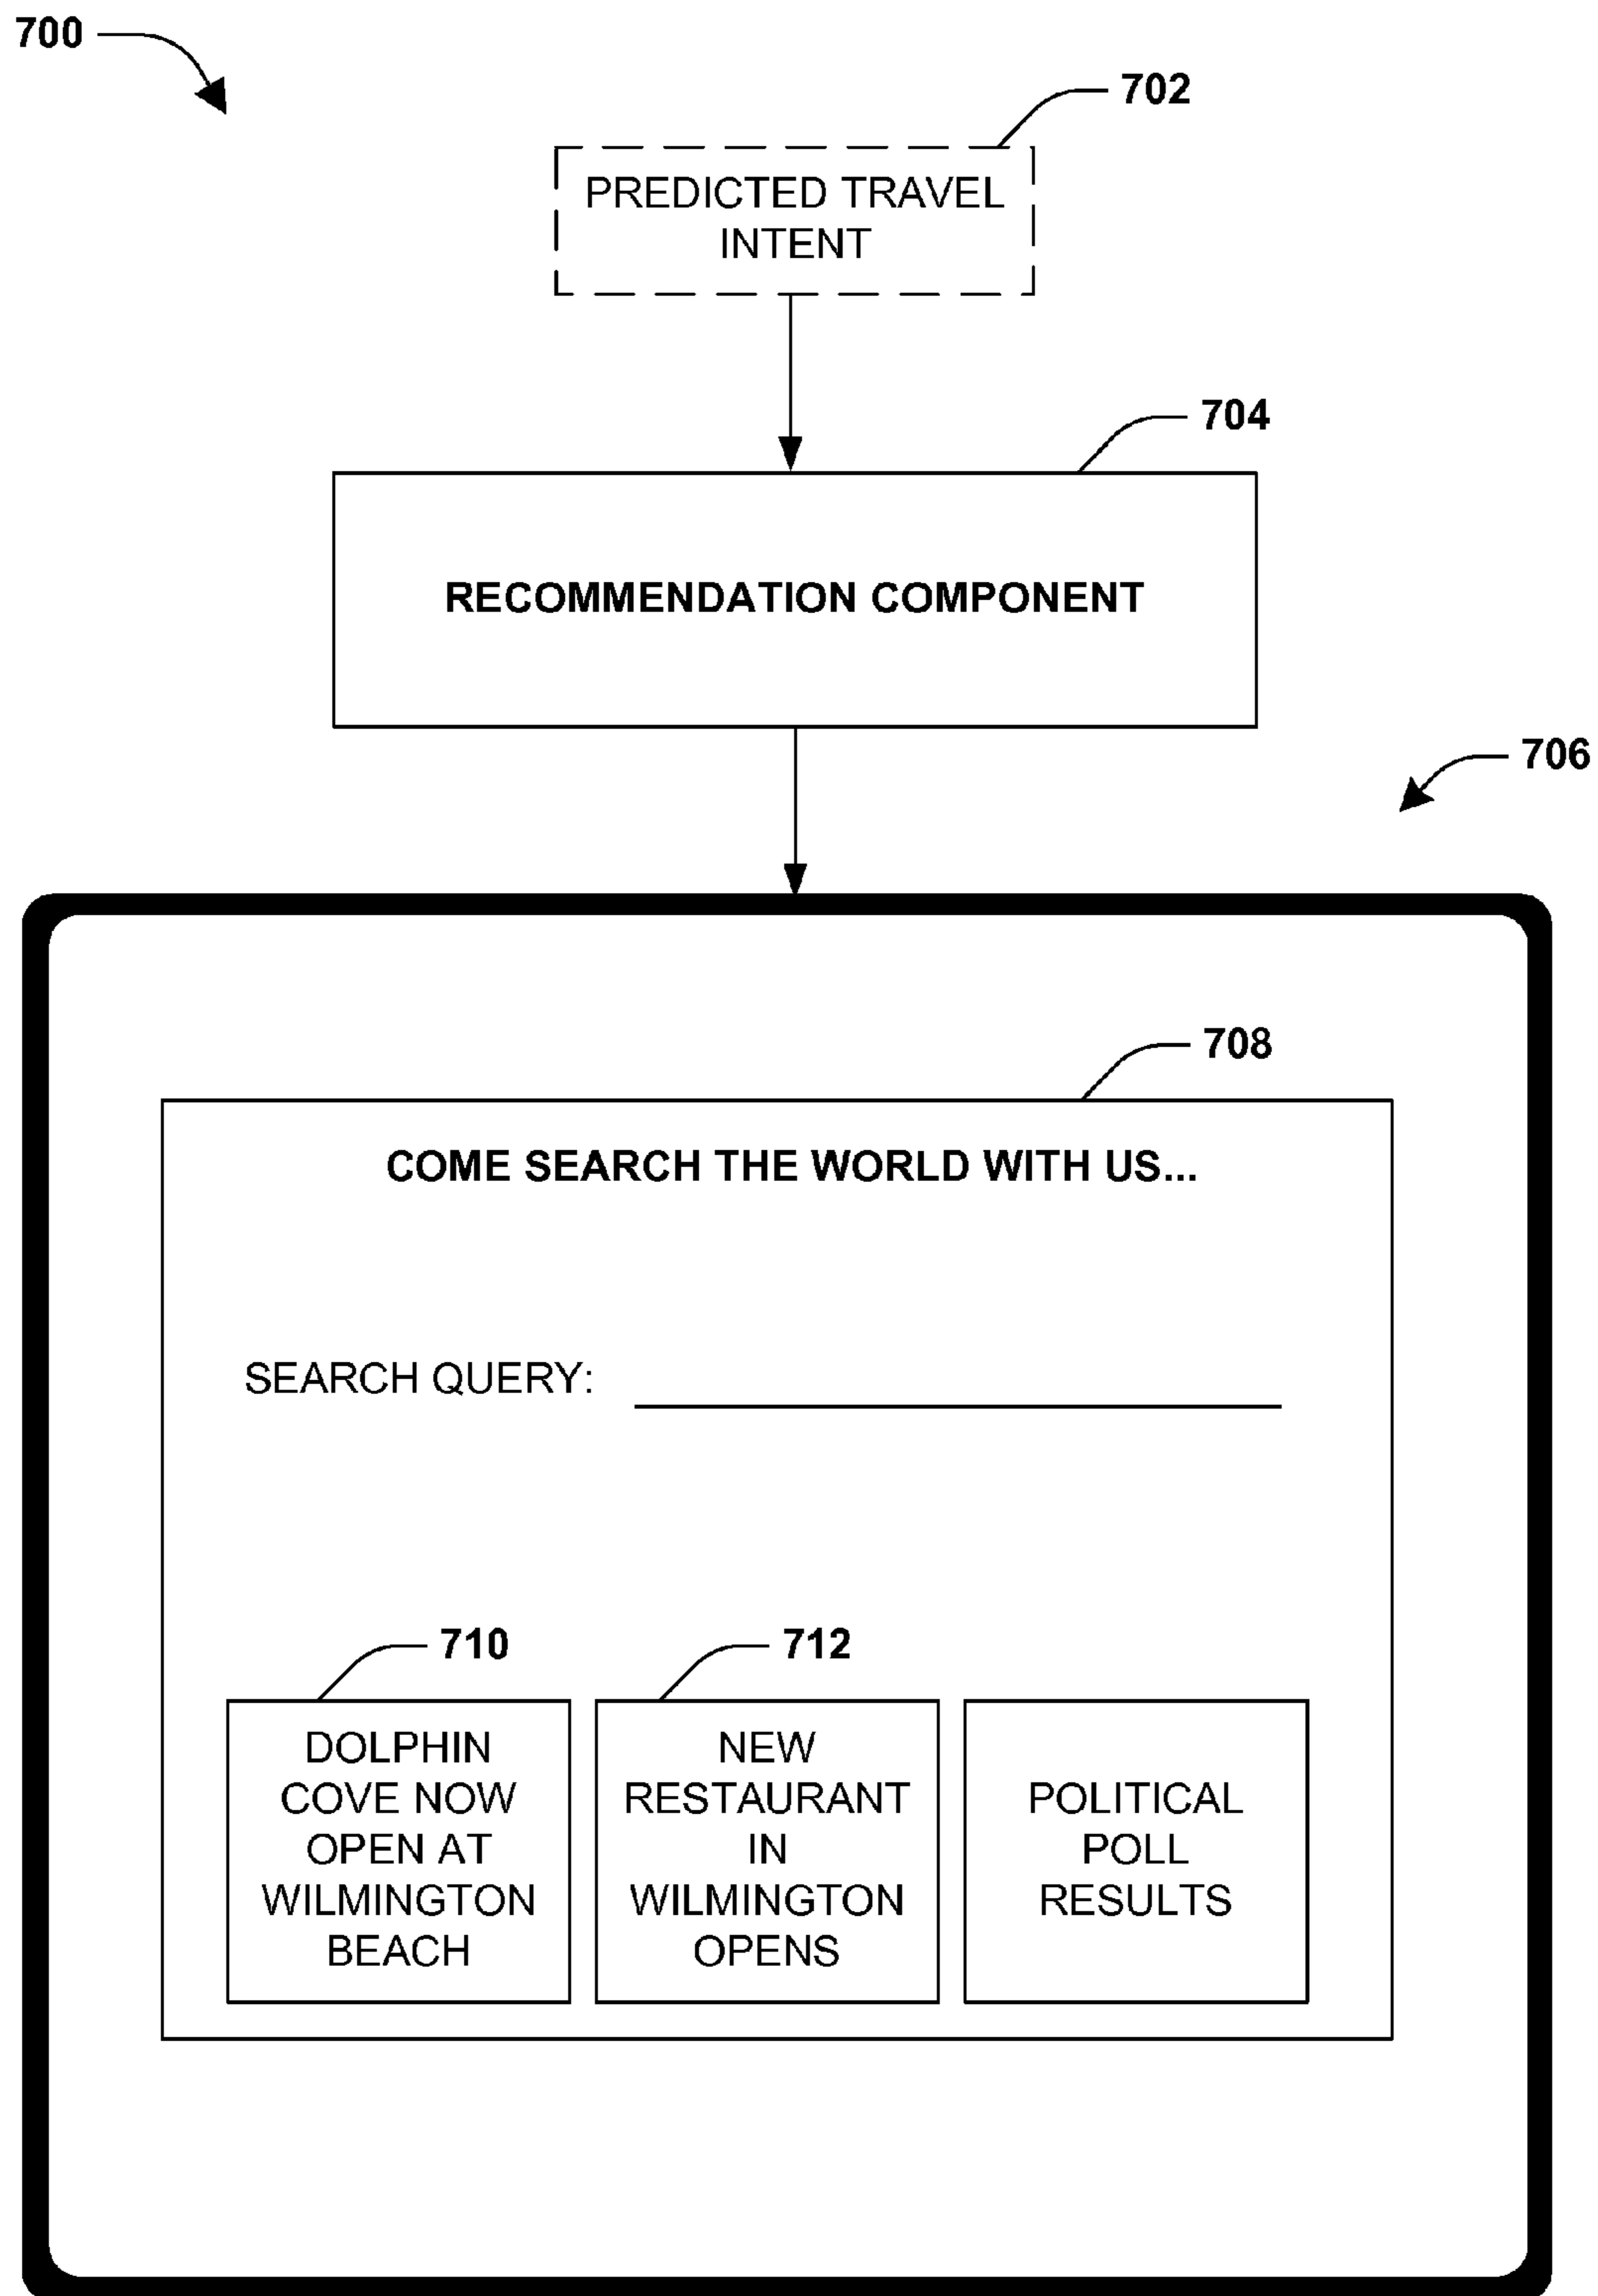 700
702
PREDICTED TRAVEL
INTENT
704
RECOMMENDATION COMPONENT
706
708
COME SEARCH THE WORLD WITH US...
SEARCH QUERY:
710
DOLPHIN
COVE NOW
OPEN AT
WILMINGTON
BEACH
712
NEW
RESTAURANT
IN
WILMINGTON
OPENS
POLITICAL
POLL
RESULTS